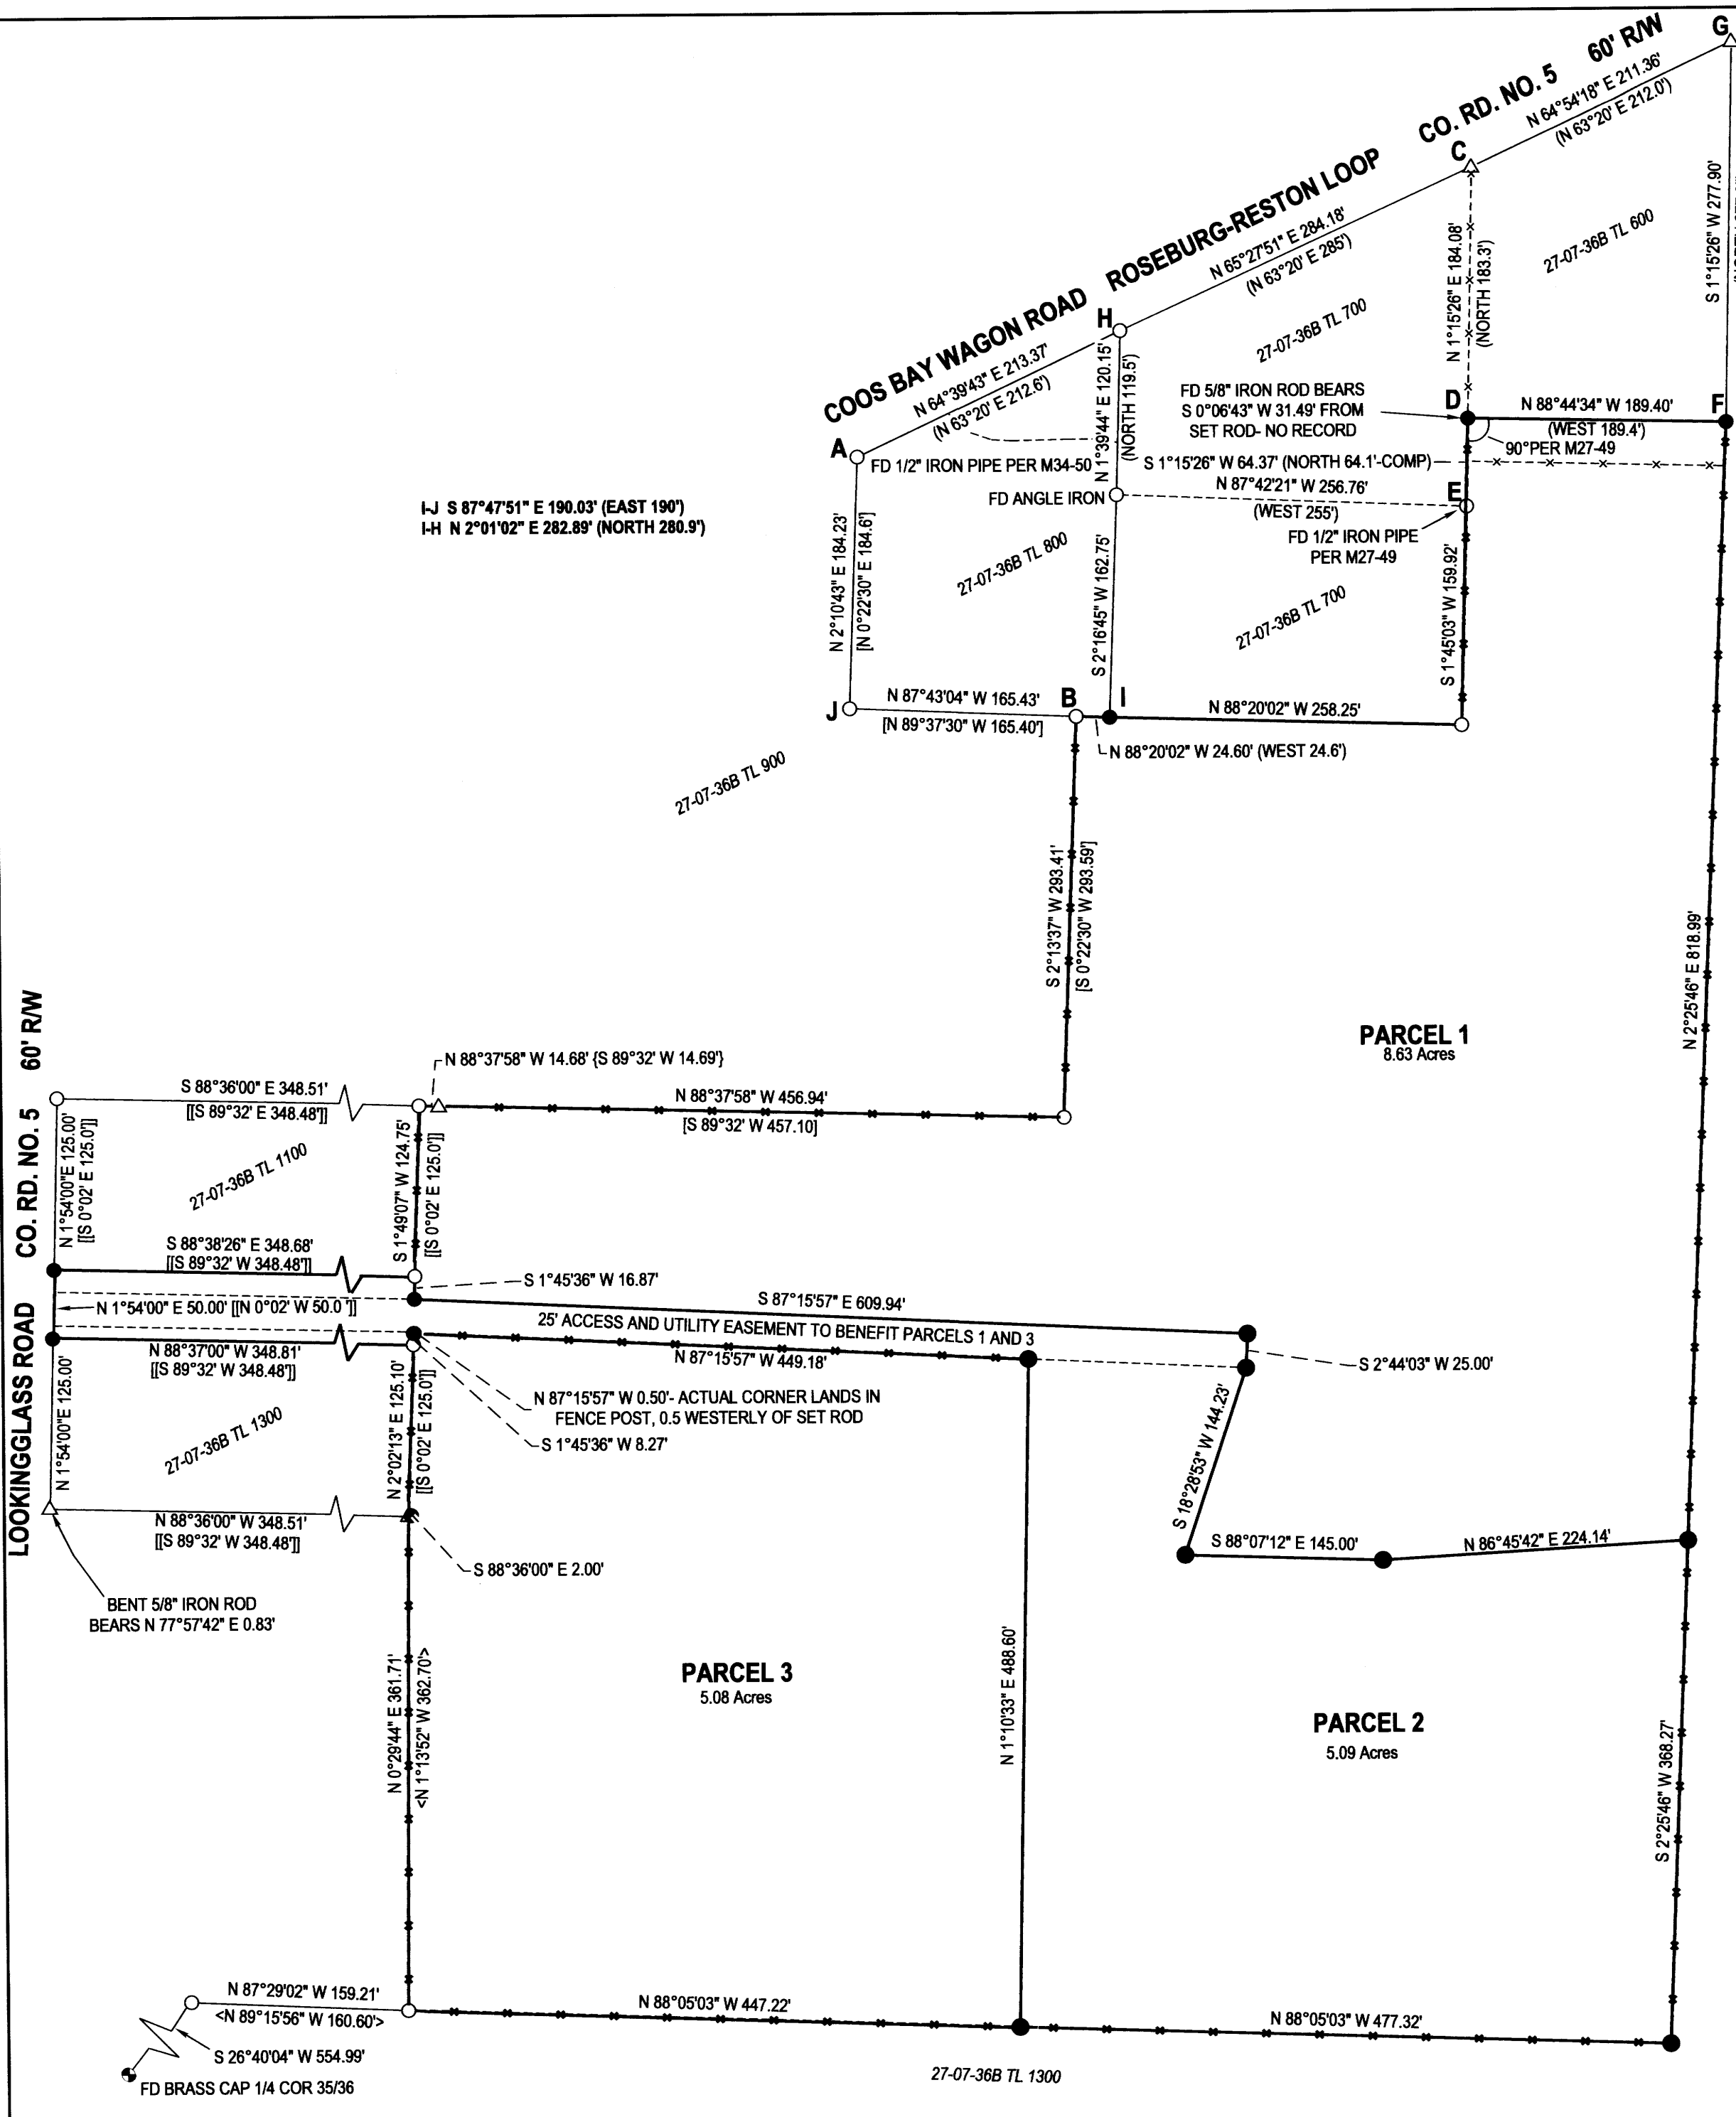 G
COOS BAY WAGON ROAD ROSEBURG-RESTON LOOP CO. RD. NO. 5 60' R/W
N 64°54'18" E 211.36'
(N 63°20' E 212.0')
C
S 1°15'26" W 277.90'
27-07-36B TL 600
N 65°27'51" E 284.18'
(N 63°20' E 285')
N 1°15'26" E 184.08'
(NORTH 183.3')
H
27-07-36B TL 700
N 64°39'43" E 213.37'
(N 63°20' E 212.6')
N 1°39'44" E 120.15'
(NORTH 119.5')
FD 5/8" IRON ROD BEARS
S 0°06'43" W 31.49' FROM
SET ROD- NO RECORD
D
N 88°44'34" W 189.40'
(WEST 189.4')
F
90°PER M27-49
A
FD 1/2" IRON PIPE PER M34-50
S 1°15'26" W 64.37' (NORTH 64.1'-COMP)
FD ANGLE IRON
N 87°42'21" W 256.76'
(WEST 255')
E
FD 1/2" IRON PIPE
PER M27-49
I-J S 87°47'51" E 190.03' (EAST 190')
I-H N 2°01'02" E 282.89' (NORTH 280.9')
N 2°10'43" E 184.23'
[N 0°22'30" E 184.6']
27-07-36B TL 800
S 2°16'45" W 162.75'
27-07-36B TL 700
S 1°45'03" W 159.92'
J
N 87°43'04" W 165.43'
[N 89°37'30" W 165.40']
B
I
N 88°20'02" W 258.25'
N 88°20'02" W 24.60' (WEST 24.6')
27-07-36B TL 900
S 2°13'37" W 293.41'
[S 0°22'30" W 293.59']
N 2°25'46" E 818.99'
PARCEL 1
8.63 Acres
LOOKINGGLASS ROAD CO. RD. NO. 5 60' R/W
N 88°37'58" W 14.68' {S 89°32' W 14.69'}
S 88°36'00" E 348.51'
[[S 89°32' E 348.48']]
N 88°37'58" W 456.94'
[S 89°32' W 457.10]
N 1°54'00"E 125.00'
[[S 0°02' E 125.0']]
27-07-36B TL 1100
S 1°49'07" W 124.75'
[[S 0°02' E 125.0']]
S 88°38'26" E 348.68'
[[S 89°32' W 348.48']]
S 1°45'36" W 16.87'
N 1°54'00" E 50.00' [[N 0°02' W 50.0 ']]
S 87°15'57" E 609.94'
25' ACCESS AND UTILITY EASEMENT TO BENEFIT PARCELS 1 AND 3
N 87°15'57" W 449.18'
S 2°44'03" W 25.00'
N 88°37'00" W 348.81'
[[S 89°32' W 348.48']]
N 87°15'57" W 0.50'- ACTUAL CORNER LANDS IN
FENCE POST, 0.5 WESTERLY OF SET ROD
S 1°45'36" W 8.27'
N 1°54'00"E 125.00'
27-07-36B TL 1300
N 2°02'13" E 125.10'
[[S 0°02' E 125.0']]
S 18°28'53" W 144.23'
N 88°36'00" W 348.51'
[[S 89°32' W 348.48']]
S 88°07'12" E 145.00'
N 86°45'42" E 224.14'
S 88°36'00" E 2.00'
BENT 5/8" IRON ROD
BEARS N 77°57'42" E 0.83'
N 0°29'44" E 361.71'
<N 1°13'52" W 362.70'>
PARCEL 3
5.08 Acres
N 1°10'33" E 488.60'
PARCEL 2
5.09 Acres
S 2°25'46" W 368.27'
N 87°29'02" W 159.21'
<N 89°15'56" W 160.60'>
N 88°05'03" W 447.22'
N 88°05'03" W 477.32'
S 26°40'04" W 554.99'
FD BRASS CAP 1/4 COR 35/36
27-07-36B TL 1300